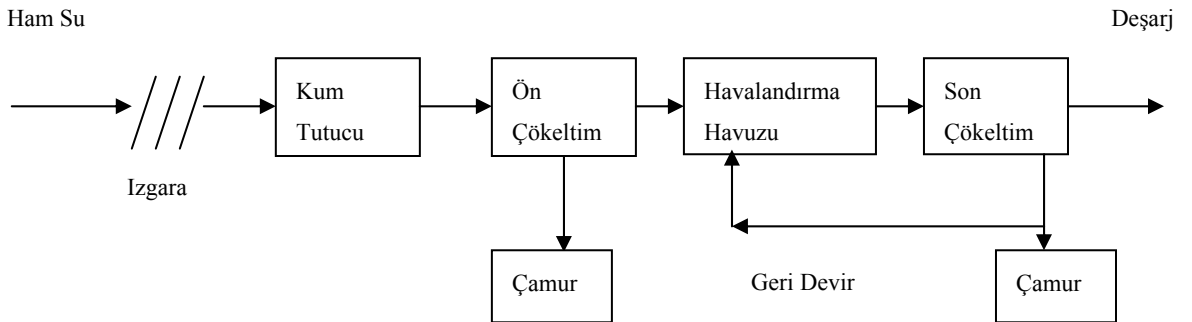 Ham Su
Deşarj
Kum
Tutucu
Ön
Çökeltim
Havalandırma
Havuzu
Son
Çökeltim
Izgara
Çamur
Geri Devir
Çamur